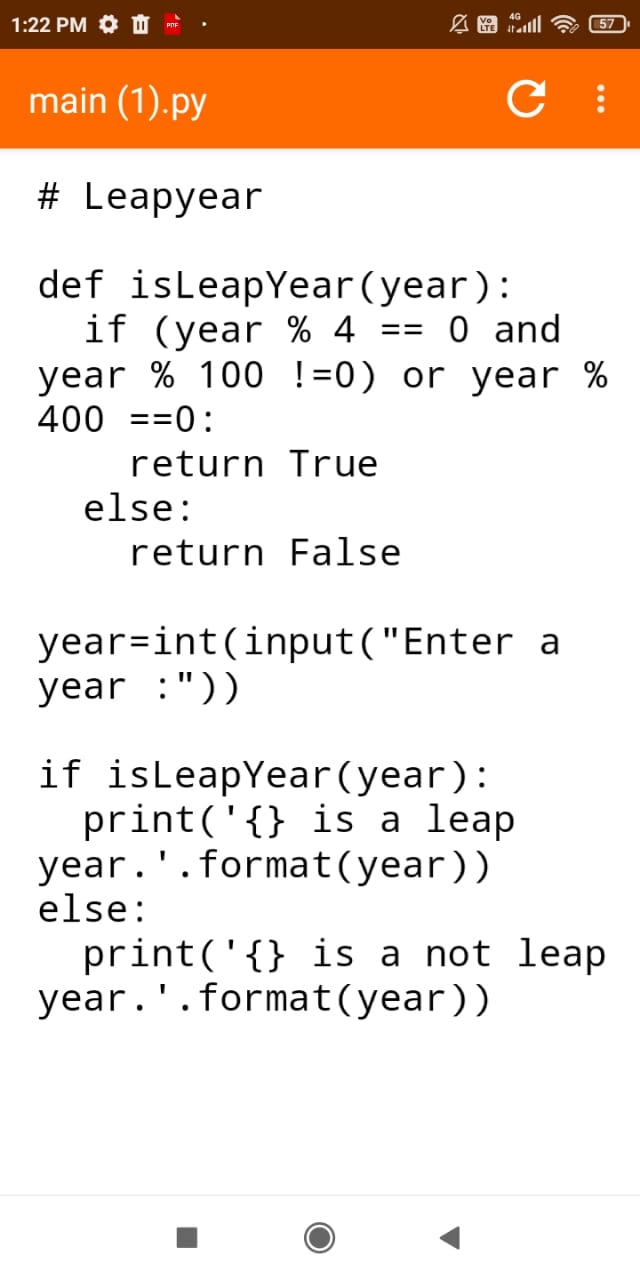 1:22 PM
PDF
Vo LTE
4G
57
main (1).py
# Leapyear
def isLeapYear(year):
  if (year % 4 == 0 and
year % 100 !=0) or year %
400 ==0:
    return True
  else:
    return False
year=int(input("Enter a
year :"))
if isLeapYear(year):
  print('{} is a leap
year.'.format(year))
else:
  print('{} is a not leap
year.'.format(year))